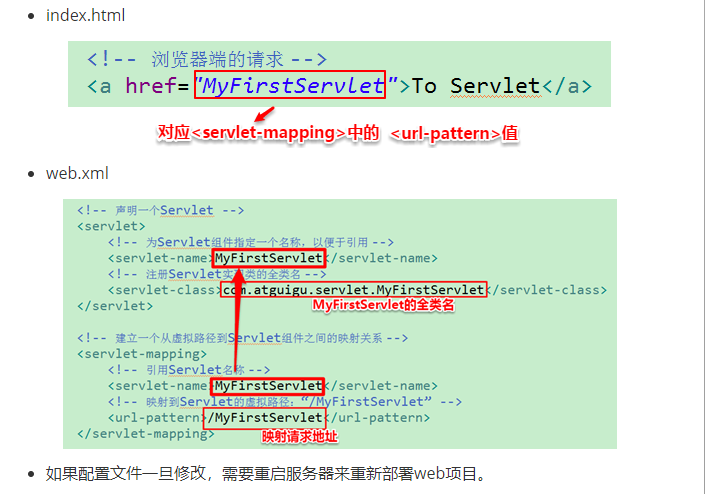 index.html
<!-- 浏览器端的请求 -->
<a href="MyFirstServlet">To Servlet</a>
对应<servlet-mapping>中的 <url-pattern>值
web.xml
<!-- 声明一个Servlet -->
<servlet>
<!-- 为Servlet组件指定一个名称，以便于引用 -->
<servlet-name>MyFirstServlet</servlet-name>
<!-- 注册Servlet实现类的全类名 -->
<servlet-class>com.atguigu.servlet.MyFirstServlet</servlet-class>
MyFirstServlet的全类名
</servlet>
<!-- 建立一个从虚拟路径到Servlet组件之间的映射关系 -->
<servlet-mapping>
<!-- 引用Servlet名称 -->
<servlet-name>MyFirstServlet</servlet-name>
<!-- 映射到Servlet的虚拟路径：“/MyFirstServlet” -->
<url-pattern>/MyFirstServlet</url-pattern>
</servlet-mapping>
映射请求地址
如果配置文件一旦修改，需要重启服务器来重新部署web项目。